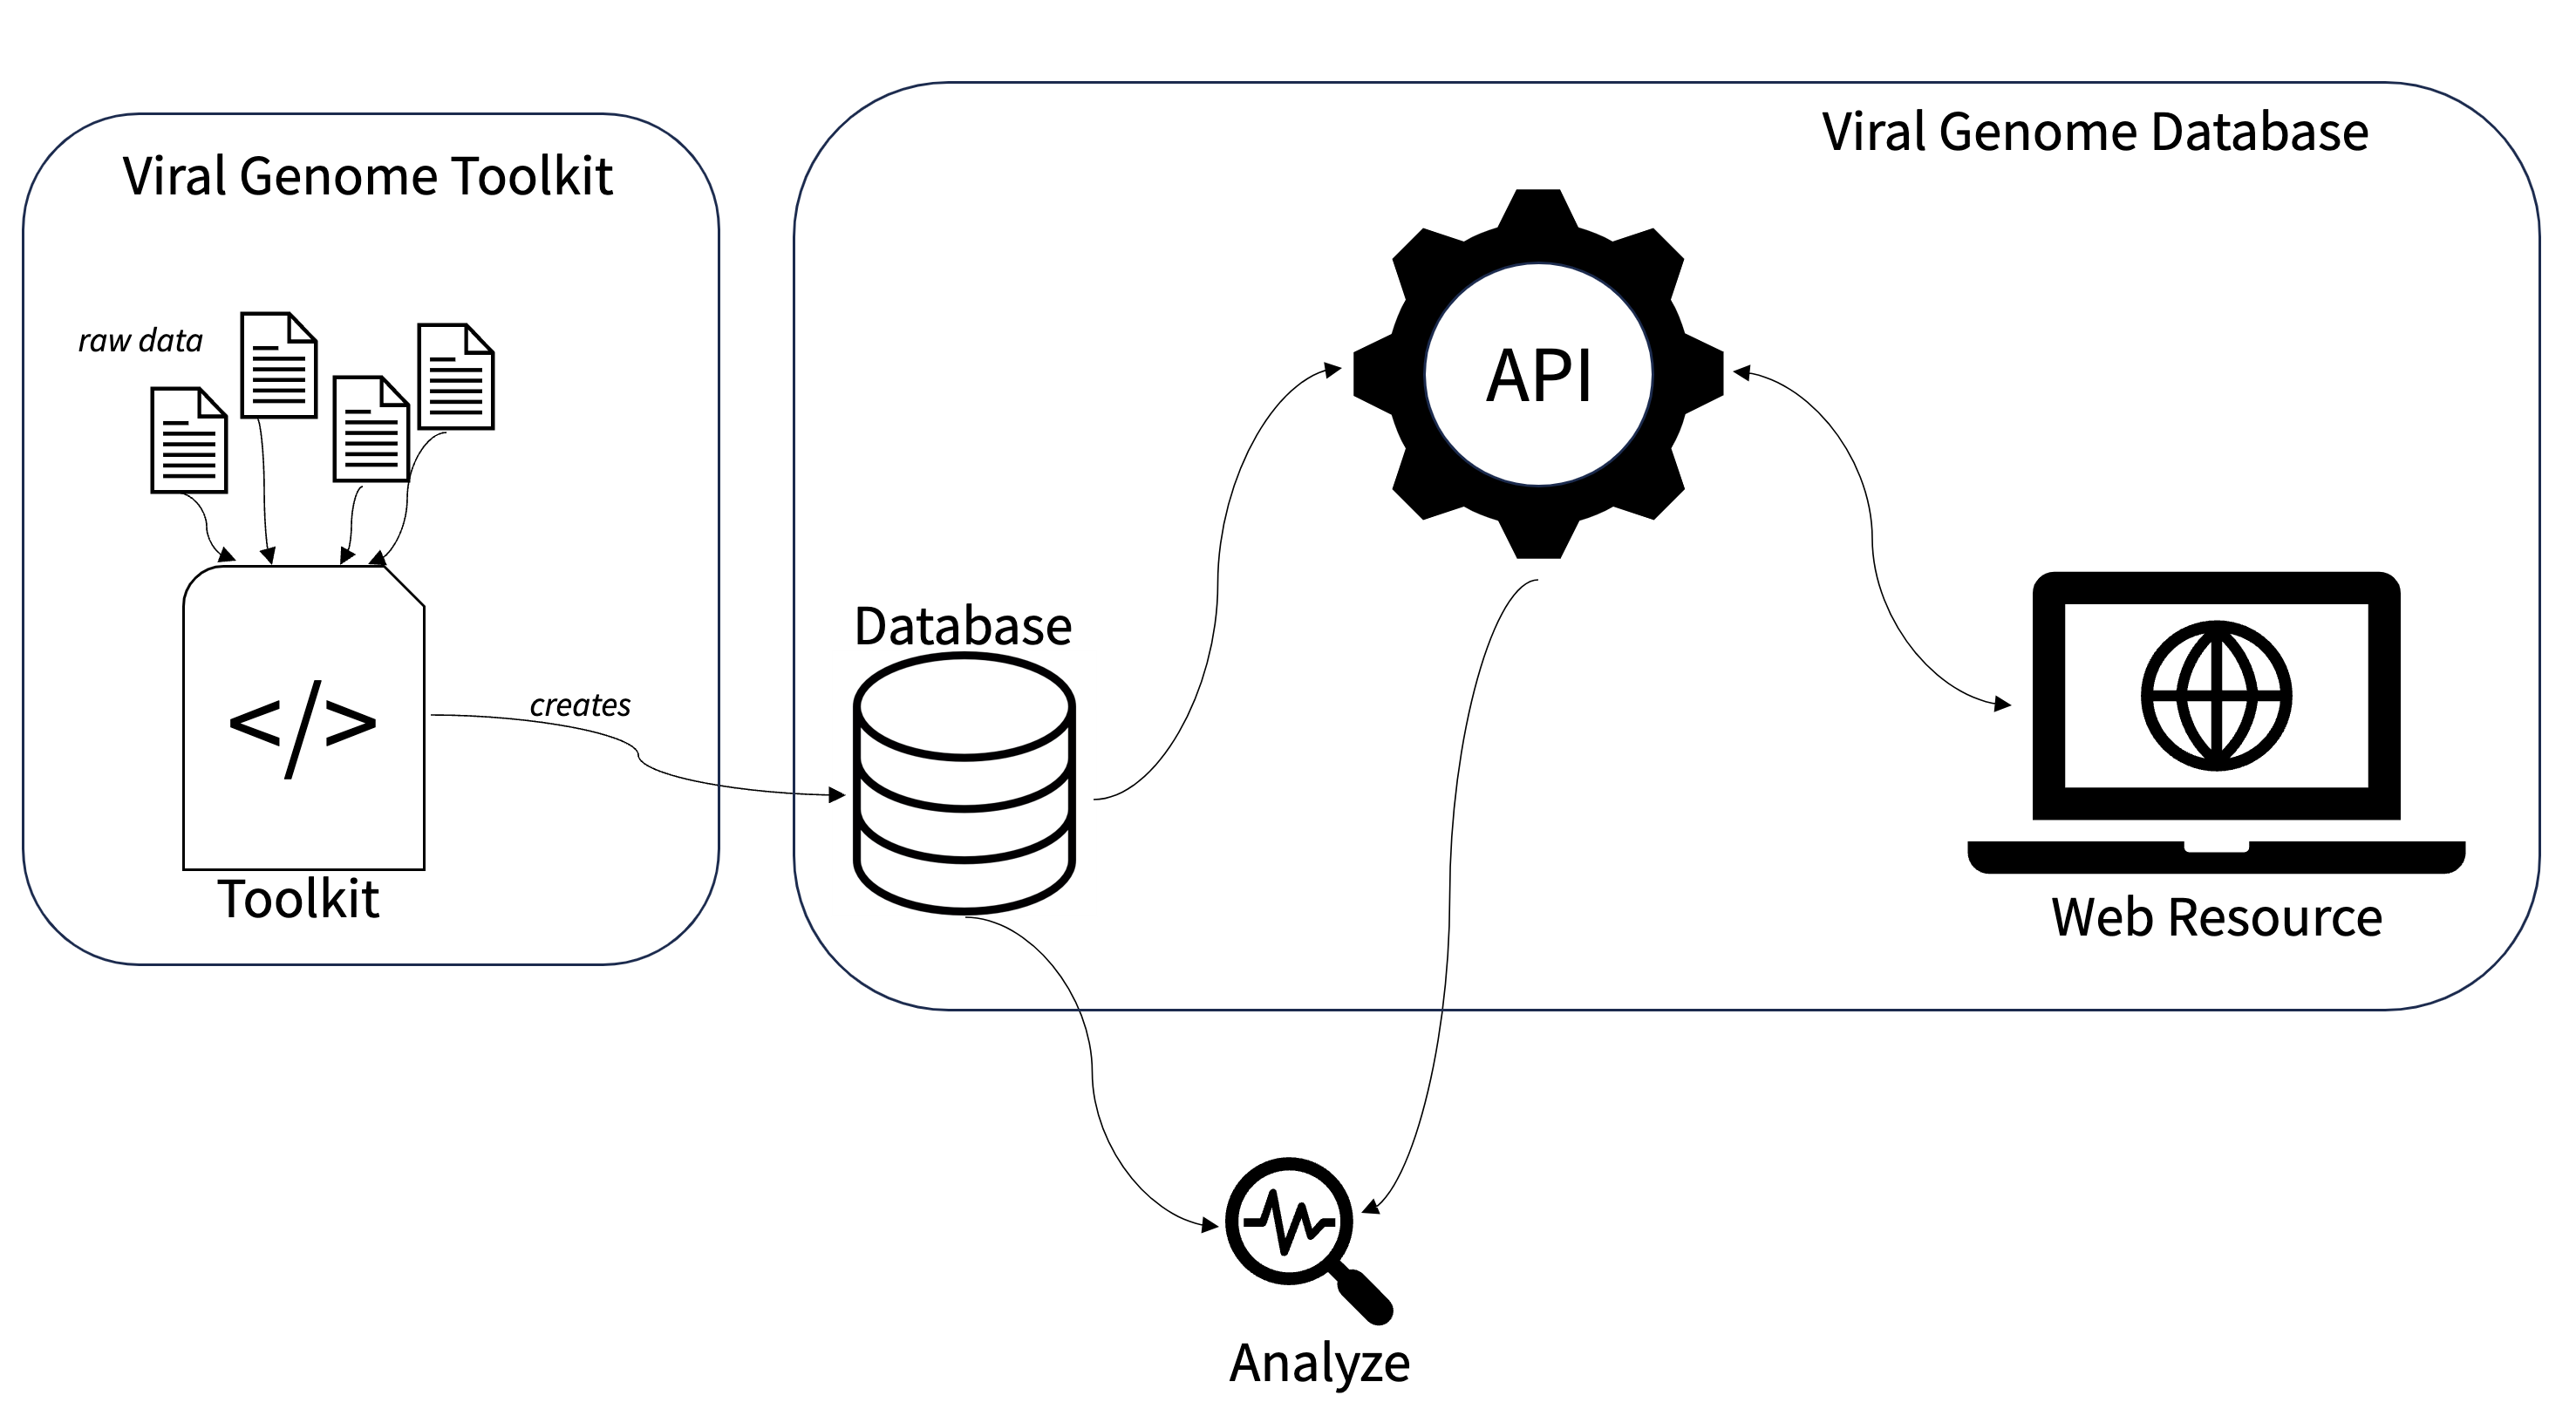 Viral Genome Toolkit
raw data
</>
Toolkit
creates
Viral Genome Database
API
Database
Web Resource
Analyze